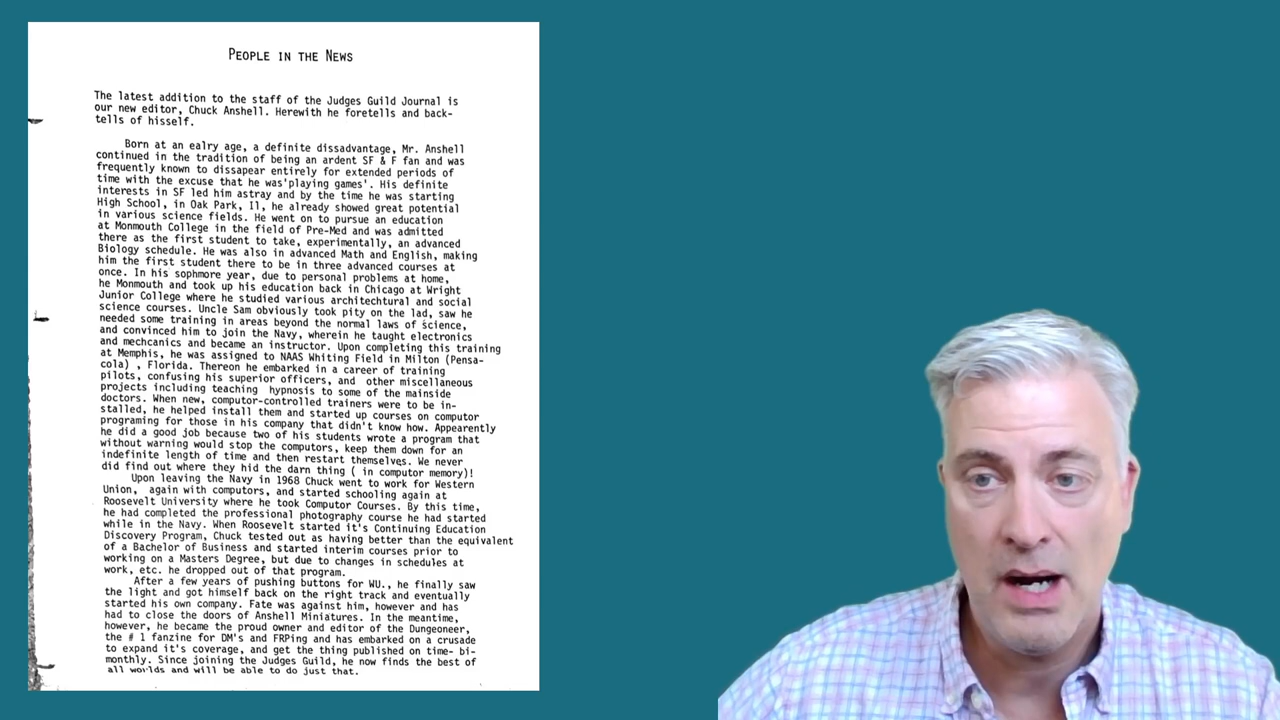 PEOPLE IN THE NEWS
The latest addition to the staff of the Judges Guild Journal is
our new editor, Chuck Anshell. Herewith he foretells and back-
tells of hisself.
Born at an ealry age, a definite dissadvantage, Mr. Anshell
continued in the tradition of being an ardent SF & F fan and was
frequently known to dissapear entirely for extended periods of
time with the excuse that he was'playing games'. His definite
interests in SF led him astray and by the time he was starting
High School, in Oak Park, Il, he already showed great potential
in various science fields. He went on to pursue an education
at Monmouth College in the field of Pre-Med and was admitted
there as the first student to take, experimentally, an advanced
Biology schedule. He was also in advanced Math and English, making
him the first student there to be in three advanced courses at
once. In his sophmore year, due to personal problems at home,
he Monmouth and took up his education back in Chicago at Wright
Junior College where he studied various architechtural and social
science courses. Uncle Sam obviously took pity on the lad, saw he
needed some training in areas beyond the normal laws of science,
and convinced him to join the Navy, wherein he taught electronics
and mechcanics and became an instructor. Upon completing this training
at Memphis, he was assigned to NAAS Whiting Field in Milton (Pensa-
cola) , Florida. Thereon he embarked in a career of training
pilots, confusing his superior officers, and other miscellaneous
projects including teaching hypnosis to some of the mainside
doctors. When new, computor-controlled trainers were to be in-
stalled, he helped install them and started up courses on computor
programing for those in his company that didn't know how. Appearently
he did a good job because two of his students wrote a program that
without warning would stop the computors, keep them down for an
indefinite length of time and then restart themselves. We never
did find out where they hid the darn thing ( in computor memory)!
Upon leaving the Navy in 1968 Chuck went to work for Western
Union, again with computors, and started schooling again at
Roosevelt University where he took Computor Courses. By this time,
he had completed the professional photography course he had started
while in the Navy. When Roosevelt started it's Continuing Education
Discovery Program, Chuck tested out as having better than the equivalent
of a Bachelor of Business and started interim courses prior to
working on a Masters Degree, but due to changes in schedules at
work, etc. he dropped out of that program.
After a few years of pushing buttons for WU., he finally saw
the light and got himself back on the right track and eventually
started his own company. Fate was against him, however and has
had to close the doors of Anshell Miniatures. In the meantime,
however, he became the proud owner and editor of the Dungeoneer,
the # 1 fanzine for DM's and FRPing and has embarked on a crusade
to expand it's coverage, and get the thing published on time- bi-
monthly. Since joining the Judges Guild, he now finds the best of
all worlds and will be able to do just that.